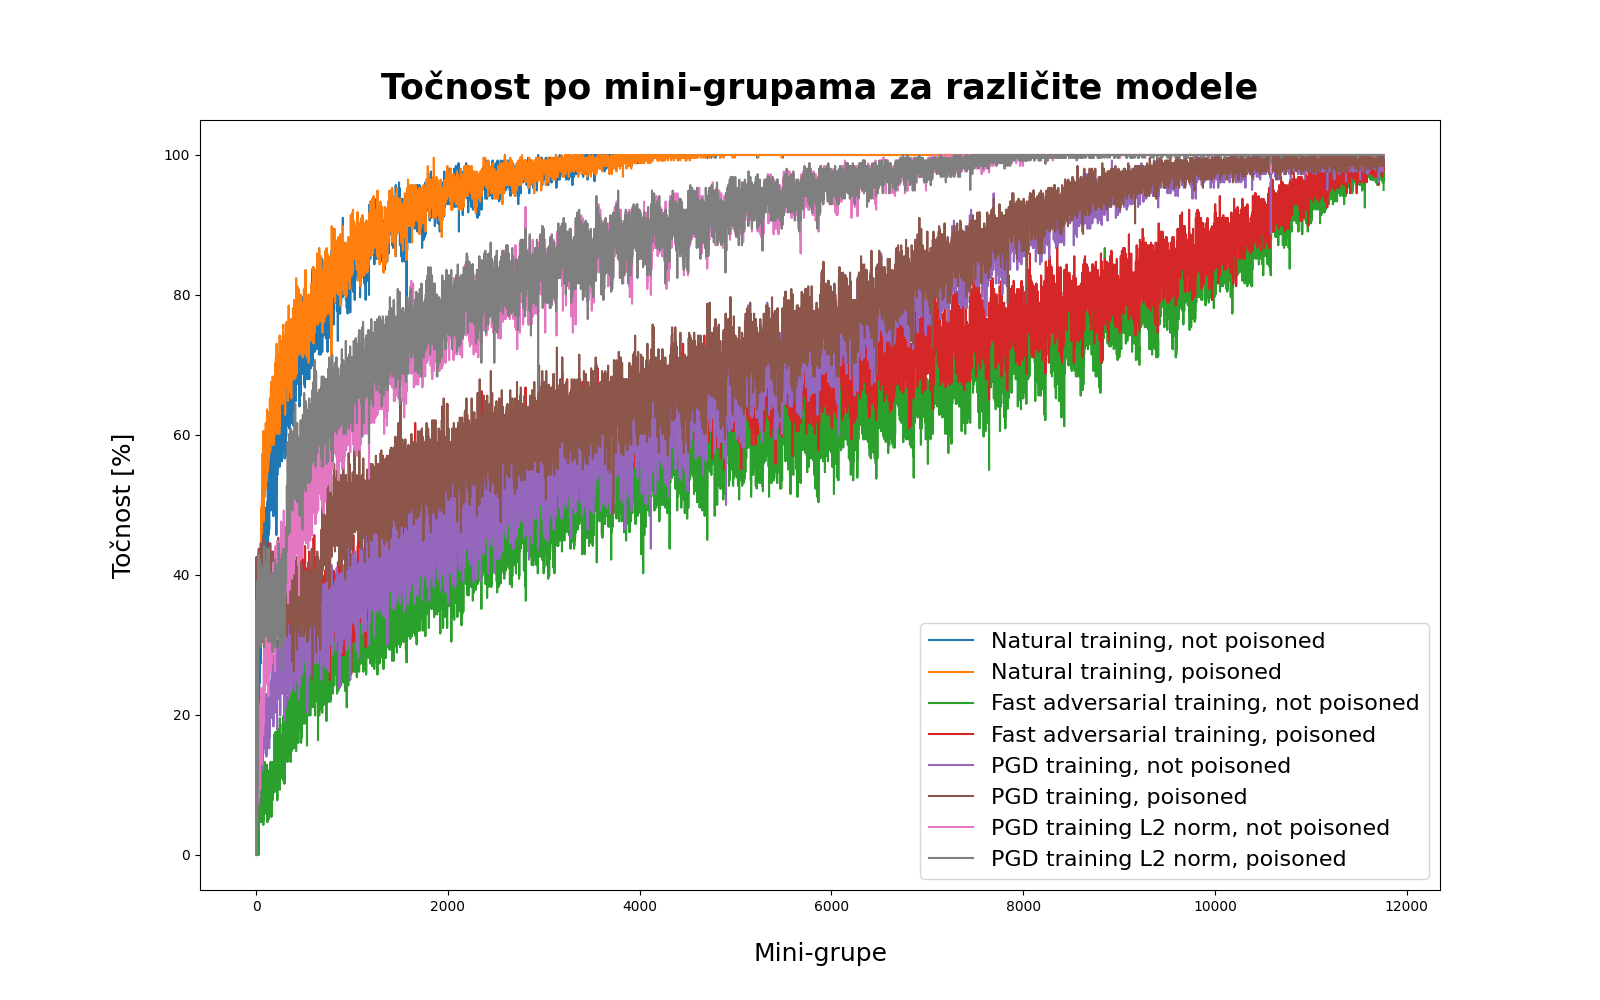 Točnost po mini-grupama za različite modele
100
80
60
40
20
0
Točnost [%]
0 2000 4000 6000 8000 10000 12000
Mini-grupe
Natural training, not poisoned
Natural training, poisoned
Fast adversarial training, not poisoned
Fast adversarial training, poisoned
PGD training, not poisoned
PGD training, poisoned
PGD training L2 norm, not poisoned
PGD training L2 norm, poisoned